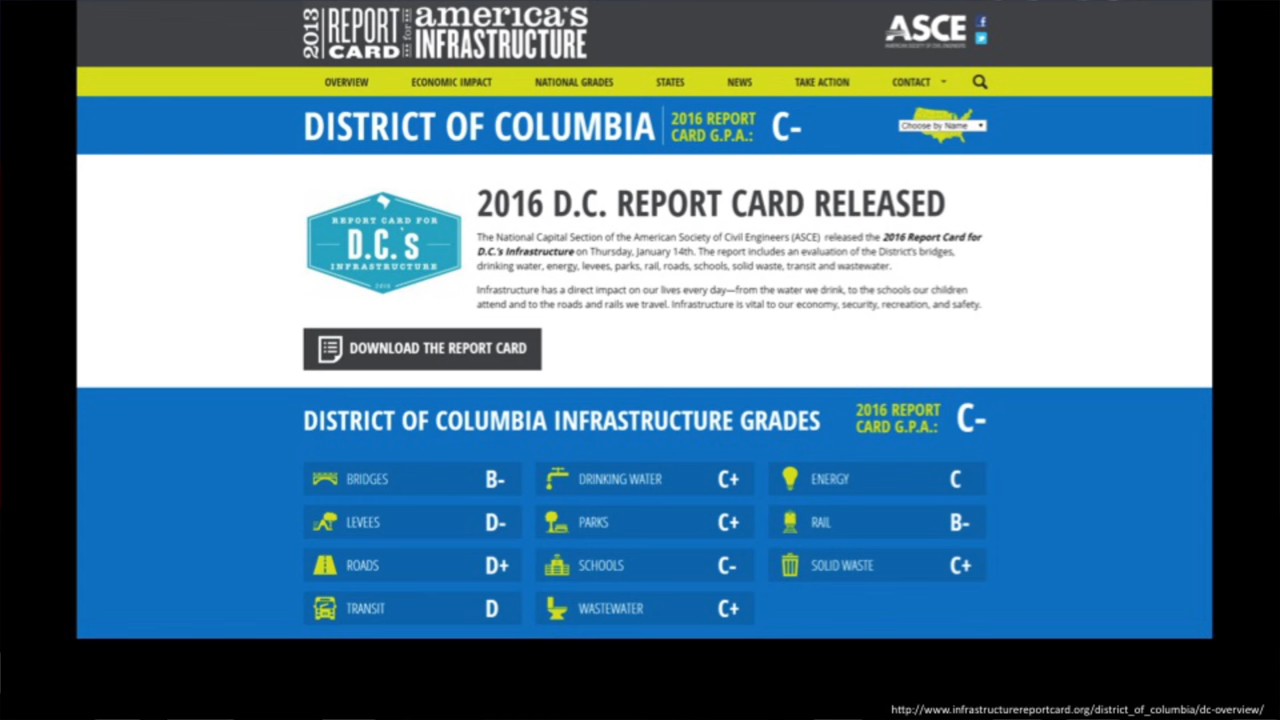 2013 REPORT CARD for america's INFRASTRUCTURE
ASCE
AMERICAN SOCIETY OF CIVIL ENGINEERS
OVERVIEW ECONOMIC IMPACT NATIONAL GRADES STATES NEWS TAKE ACTION CONTACT
DISTRICT OF COLUMBIA 2016 REPORT CARD G.P.A.: C-
Choose by Name
REPORT CARD FOR
D.C.'s
INFRASTRUCTURE
2016
2016 D.C. REPORT CARD RELEASED
The National Capital Section of the American Society of Civil Engineers (ASCE) released the 2016 Report Card for
D.C.'s Infrastructure on Thursday, January 14th. The report includes an evaluation of the District's bridges,
drinking water, energy, levees, parks, rail, roads, schools, solid waste, transit and wastewater.
Infrastructure has a direct impact on our lives every day—from the water we drink, to the schools our children
attend and to the roads and rails we travel. Infrastructure is vital to our economy, security, recreation, and safety.
DOWNLOAD THE REPORT CARD
DISTRICT OF COLUMBIA INFRASTRUCTURE GRADES 2016 REPORT CARD G.P.A.: C-
BRIDGES B- DRINKING WATER C+ ENERGY C
LEVEES D- PARKS C+ RAIL B-
ROADS D+ SCHOOLS C- SOLID WASTE C+
TRANSIT D WASTEWATER C+
http://www.infrastructurereportcard.org/district_of_columbia/dc-overview/